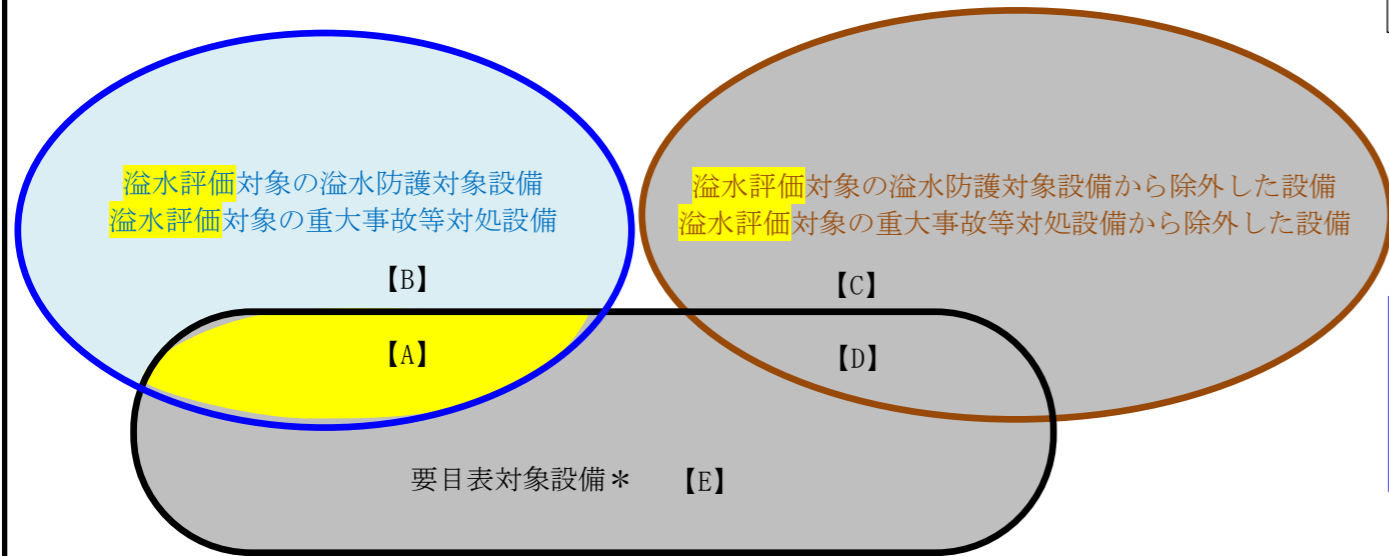 溢水評価対象の溢水防護対象設備
溢水評価対象の重大事故等対処設備
【B】
溢水評価対象の溢水防護対象設備から除外した設備
溢水評価対象の重大事故等対処設備から除外した設備
【C】
【A】
【D】
要目表対象設備＊ 【E】